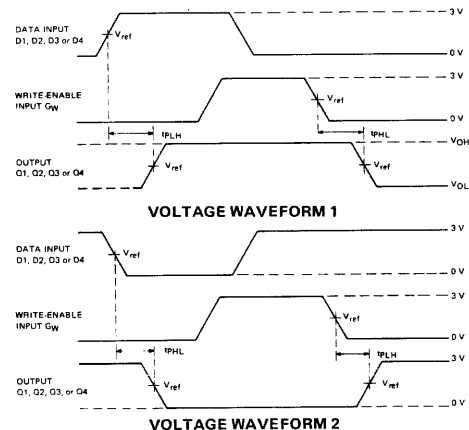 DATA INPUT
D1, D2, D3 or D4
Vref
3 V
0 V
WRITE-ENABLE
INPUT GW
Vref
3 V
0 V
tPLH
tPHL
OUTPUT
Q1, Q2, Q3 or Q4
Vref
Vref
VOH
VOL
VOLTAGE WAVEFORM 1
DATA INPUT
D1, D2, D3 or D4
Vref
3 V
0 V
WRITE-ENABLE
INPUT GW
Vref
3 V
0 V
tPHL
tPLH
OUTPUT
Q1, Q2, Q3, or Q4
Vref
Vref
3 V
0 V
VOLTAGE WAVEFORM 2